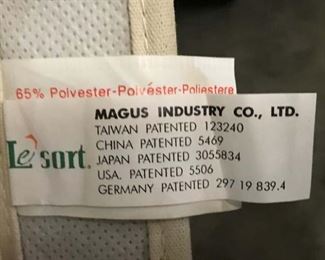 65% Polyester-Polyéster-Poliestere
MAGUS INDUSTRY CO., LTD.
TAIWAN PATENTED 123240
CHINA PATENTED 5469
JAPAN PATENTED 3055834
USA. PATENTED 5506
GERMANY PATENTED 297 19 839.4
Le sort®